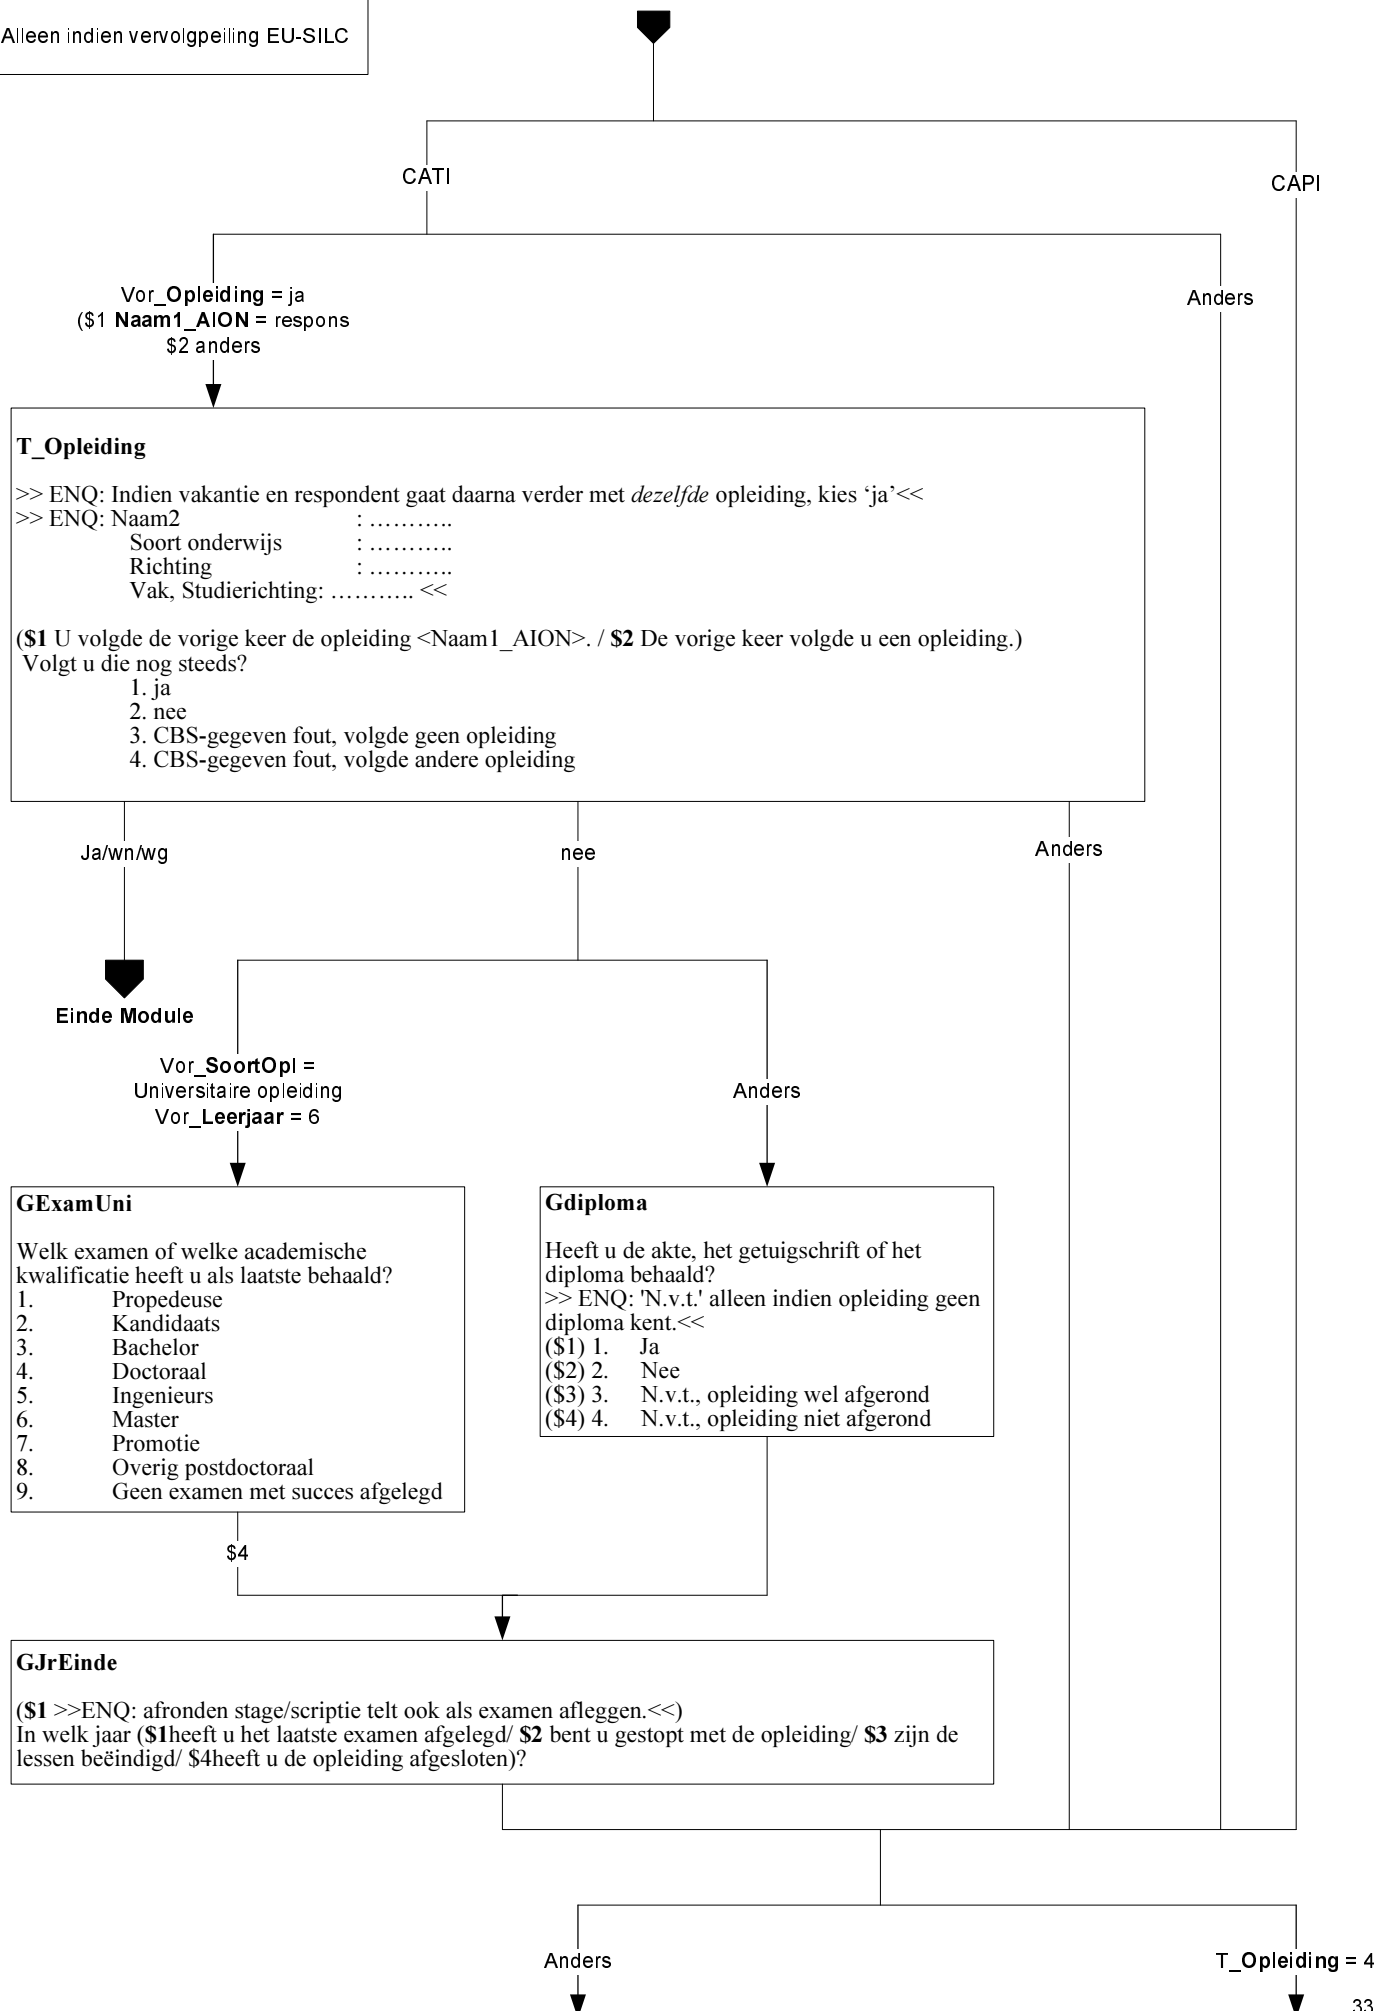 Alleen indien vervolgpeiling EU-SILC
CATI
CAPI
Vor_Opleiding = ja
($1 Naam1_AION = respons
$2 anders
Anders
T_Opleiding
>> ENQ: Indien vakantie en respondent gaat daarna verder met dezelfde opleiding, kies ‘ja’<<
>> ENQ: Naam2 : ………..
Soort onderwijs : ………..
Richting : ………..
Vak, Studierichting: ……….. <<
($1 U volgde de vorige keer de opleiding <Naam1_AION>. / $2 De vorige keer volgde u een opleiding.)
Volgt u die nog steeds?
1. ja
2. nee
3. CBS-gegeven fout, volgde geen opleiding
4. CBS-gegeven fout, volgde andere opleiding
Ja/wn/wg
nee
Anders
Einde Module
Vor_SoortOpl =
Universitaire opleiding
Vor_Leerjaar = 6
Anders
GExamUni
Welk examen of welke academische
kwalificatie heeft u als laatste behaald?
1. Propedeuse
2. Kandidaats
3. Bachelor
4. Doctoraal
5. Ingenieurs
6. Master
7. Promotie
8. Overig postdoctoraal
9. Geen examen met succes afgelegd
Gdiploma
Heeft u de akte, het getuigschrift of het
diploma behaald?
>> ENQ: 'N.v.t.' alleen indien opleiding geen
diploma kent.<<
($1) 1. Ja
($2) 2. Nee
($3) 3. N.v.t., opleiding wel afgerond
($4) 4. N.v.t., opleiding niet afgerond
$4
GJrEinde
($1 >>ENQ: afronden stage/scriptie telt ook als examen afleggen.<<)
In welk jaar ($1heeft u het laatste examen afgelegd/ $2 bent u gestopt met de opleiding/ $3 zijn de
lessen beëindigd/ $4heeft u de opleiding afgesloten)?
Anders
T_Opleiding = 4
33